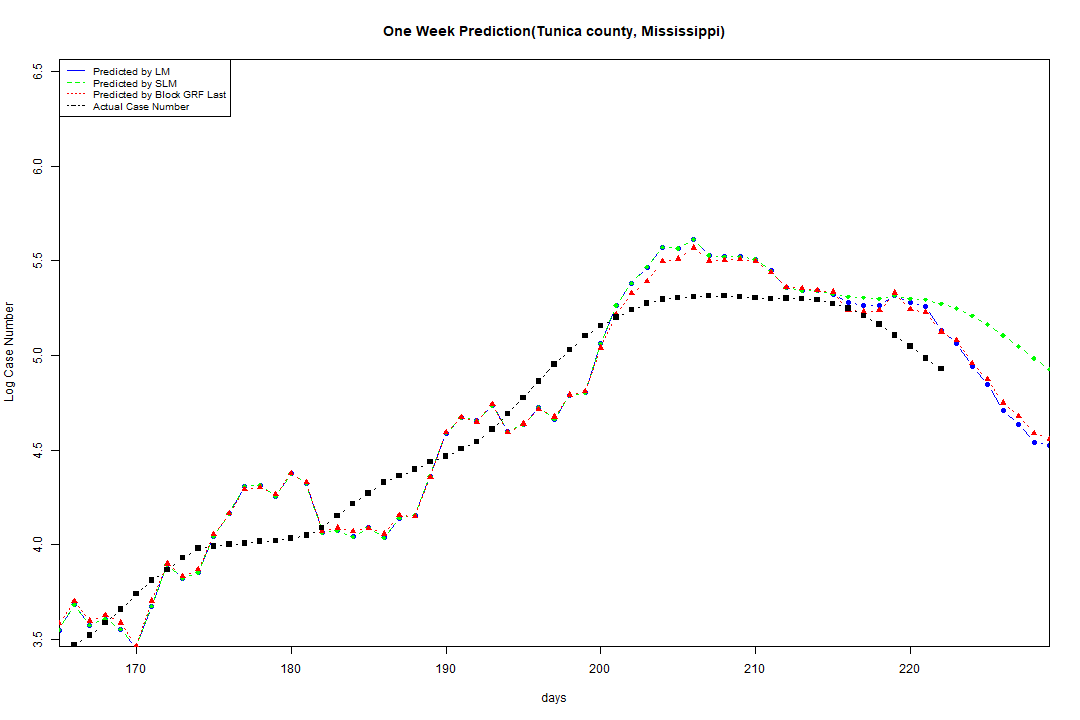 One Week Prediction(Tunica county, Mississippi)
Predicted by LM
Predicted by SLM
Predicted by Block GRF Last
Actual Case Number
6.5
6.0
5.5
5.0
4.5
4.0
3.5
Log Case Number
170 180 190 200 210 220
days